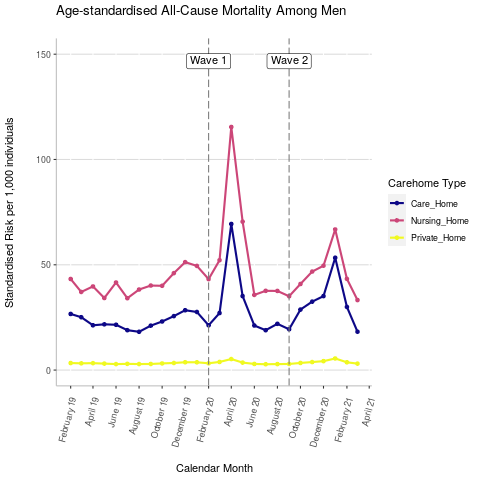 Age-standardised All-Cause Mortality Among Men
Standardised Risk per 1,000 individuals
150
100
50
0
Wave 1
Wave 2
February 19
April 19
June 19
August 19
October 19
December 19
February 20
April 20
June 20
August 20
October 20
December 20
February 21
April 21
Calendar Month
Carehome Type
Care_Home
Nursing_Home
Private_Home